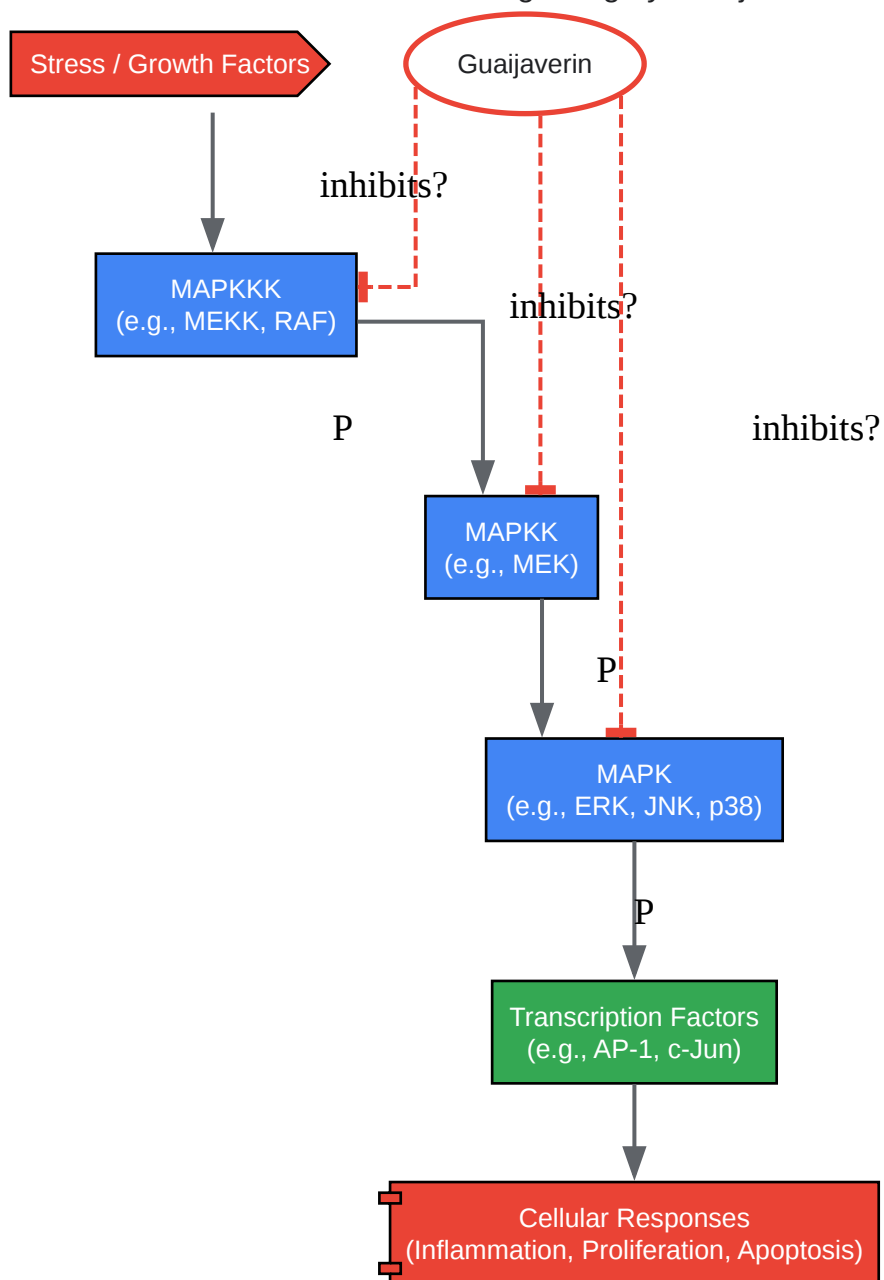 Stress / Growth Factors
Guaijaverin
inhibits?
MAPKKK
(e.g., MEKK, RAF)
inhibits?
P
inhibits?
MAPKK
(e.g., MEK)
P
MAPK
(e.g., ERK, JNK, p38)
P
Transcription Factors
(e.g., AP-1, c-Jun)
Cellular Responses
(Inflammation, Proliferation, Apoptosis)